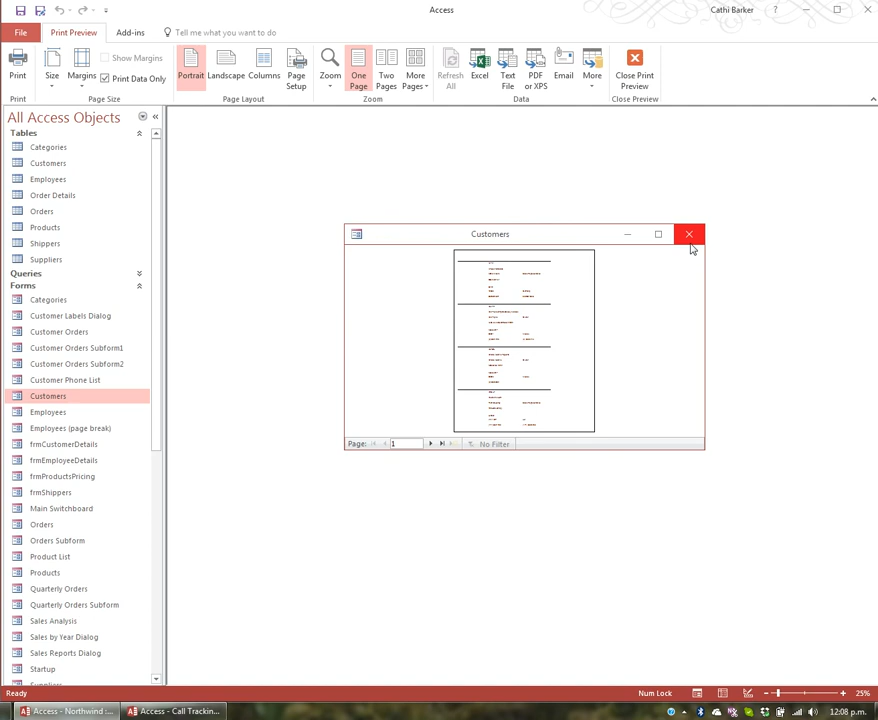 Access
Cathi Barker
?
File
Print Preview
Add-ins
Tell me what you want to do
Print
Size
Margins
Show Margins
Print Data Only
Portrait
Landscape
Columns
Page Setup
Zoom
One Page
Two Pages
More Pages
Refresh All
Excel
Text File
PDF or XPS
Email
More
Close Print Preview
Print
Page Size
Page Layout
Zoom
Data
Close Preview
All Access Objects
Tables
Categories
Customers
Employees
Order Details
Orders
Products
Shippers
Suppliers
Queries
Forms
Categories
Customer Labels Dialog
Customer Orders
Customer Orders Subform1
Customer Orders Subform2
Customer Phone List
Customers
Employees
Employees (page break)
frmCustomerDetails
frmEmployeeDetails
frmProductsPricing
frmShippers
Main Switchboard
Orders
Orders Subform
Product List
Products
Quarterly Orders
Quarterly Orders Subform
Sales Analysis
Sales by Year Dialog
Sales Reports Dialog
Startup
Suppliers
Customers
Page: 1
No Filter
Ready
Num Lock
25%
Access - Northwind :...
Access - Call Trackin...
12:08 p.m.